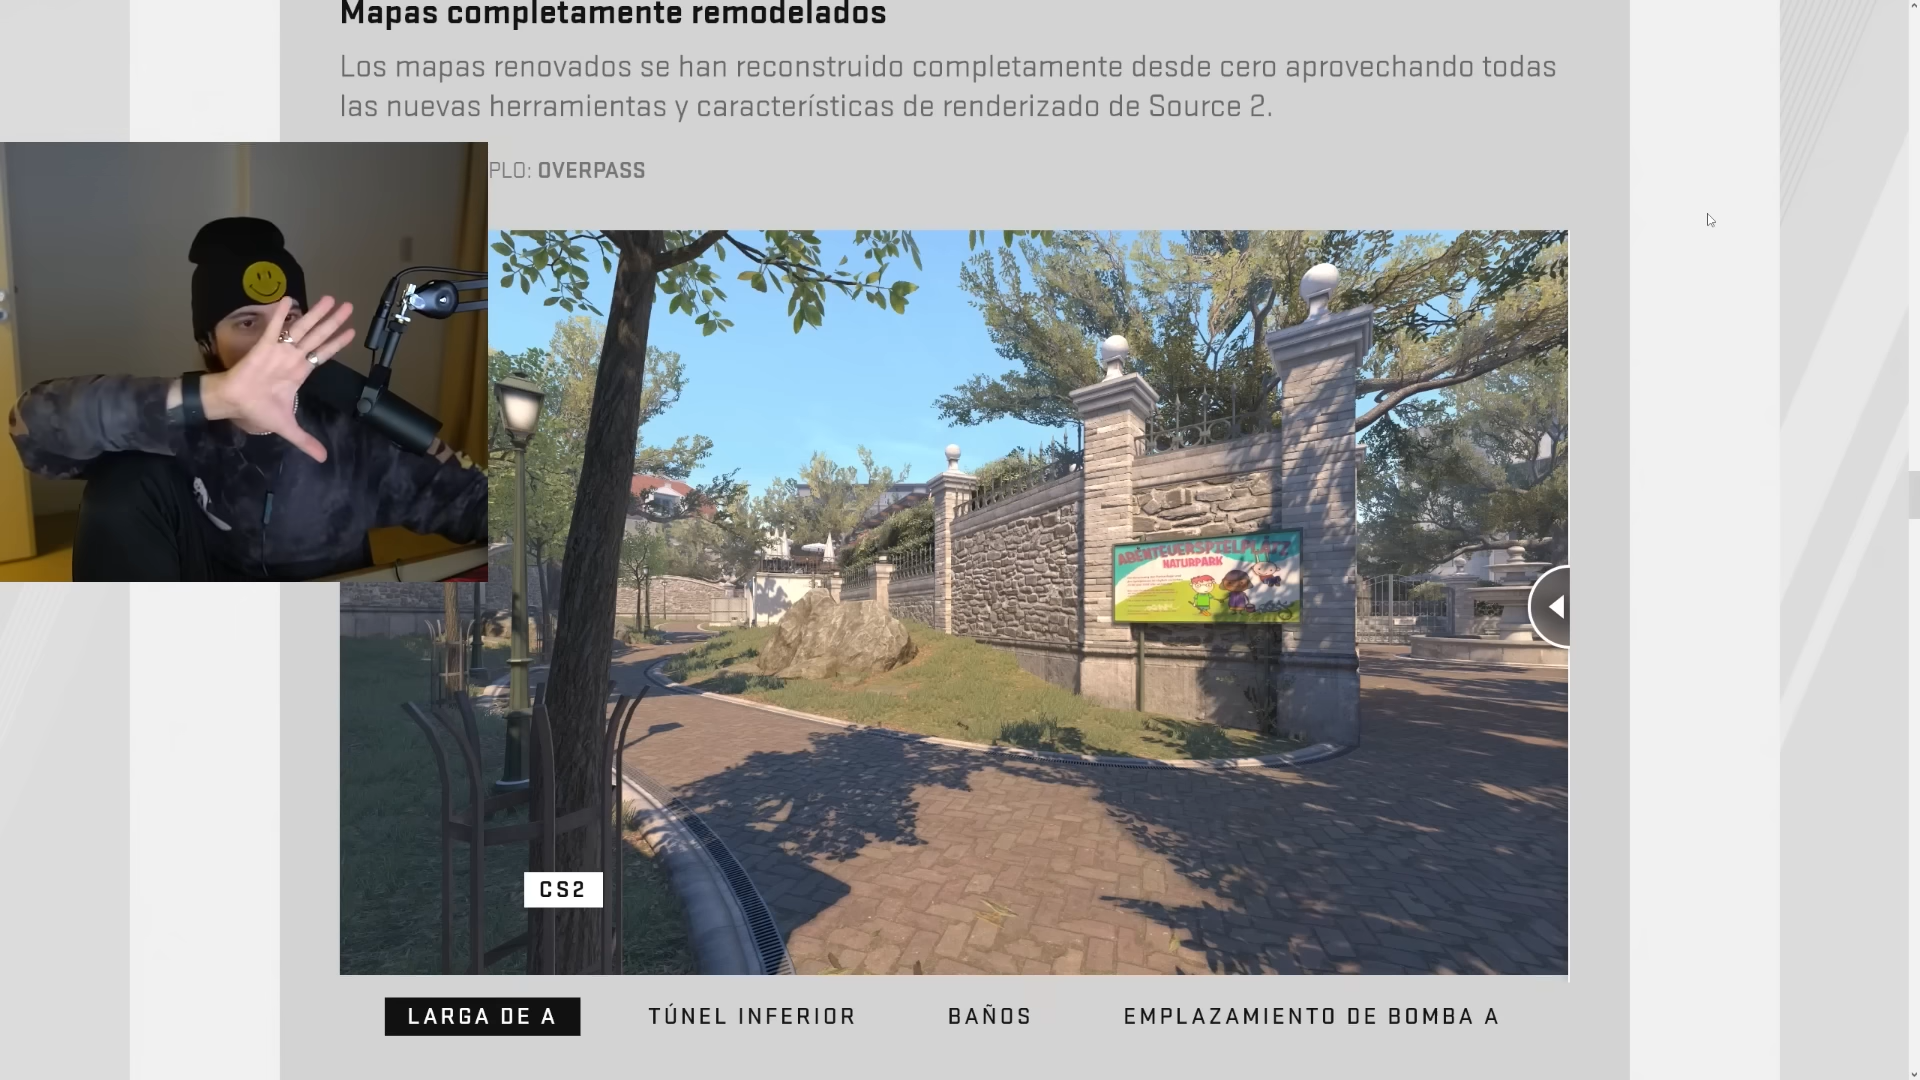 Mapas completamente remodelados
Los mapas renovados se han reconstruido completamente desde cero aprovechando todas
las nuevas herramientas y características de renderizado de Source 2.
PLO: OVERPASS
ABENTEUERSPIELPLATZ
NATURPARK
CS2
LARGA DE A
TÚNEL INFERIOR
BAÑOS
EMPLAZAMIENTO DE BOMBA A